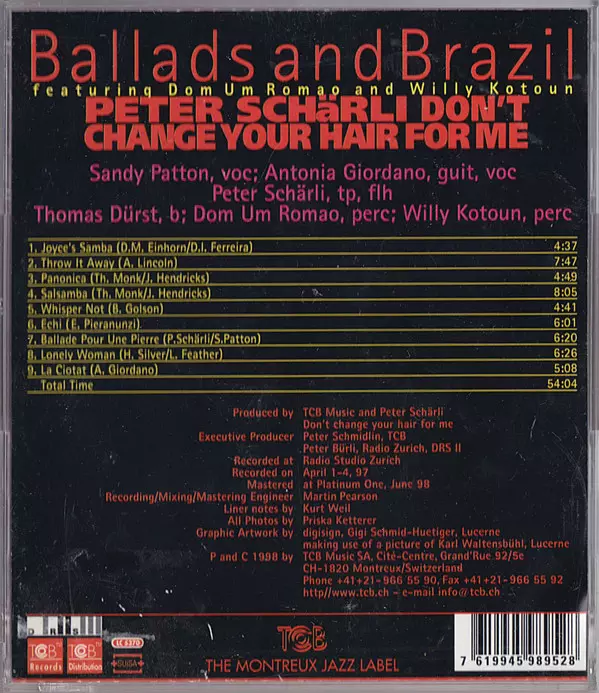 Ballads and Brazil
featuring Dom Um Romao and Willy Kotoun
PETER SCHäRLI DON'T
CHANGE YOUR HAIR FOR ME
Sandy Patton, voc; Antonia Giordano, guit, voc
Peter Schärli, tp, flh
Thomas Dürst, b; Dom Um Romao, perc; Willy Kotoun, perc
1. Joyce's Samba (D.M. Einhorn/D.I. Ferreira) 4:37
2. Throw It Away (A. Lincoln) 7:47
3. Panonica (Th. Monk/J. Hendricks) 4:49
4. Salsamba (Th. Monk/J. Hendricks) 8:05
5. Whisper Not (B. Golson) 4:41
6. Echi (E. Pieranunzi) 6:01
7. Ballade Pour Une Pierre (P.Schärli/S.Patton) 6:20
8. Lonely Woman (H. Silver/L. Feather) 6:26
9. La Ciotat (A. Giordano) 5:08
Total Time 54:04
Produced by TCB Music and Peter Schärli
Don't change your hair for me
Executive Producer Peter Schmidlin, TCB
Peter Bürli, Radio Zurich, DRS II
Recorded at Radio Studio Zurich
Recorded on April 1-4, 97
Mastered at Platinum One, June 98
Recording/Mixing/Mastering Engineer Martin Pearson
Liner notes by Kurt Weil
All Photos by Priska Ketterer
Graphic Artwork by digisign, Gigi Schmid-Huetiger, Lucerne
making use of a picture of Karl Waltensbühl, Lucerne
P and C 1998 by TCB Music SA, Cité-Centre, Grand'Rue 92/5e
CH-1820 Montreux/Switzerland
Phone +41+21-966 55 90, Fax +41+21-966 55 92
http//www.tcb.ch - e-mail info@tcb.ch
DRS
TCB Records
TCB Distribution
LC 6270
SUISA
TCB
THE MONTREUX JAZZ LABEL
7 619945 989528